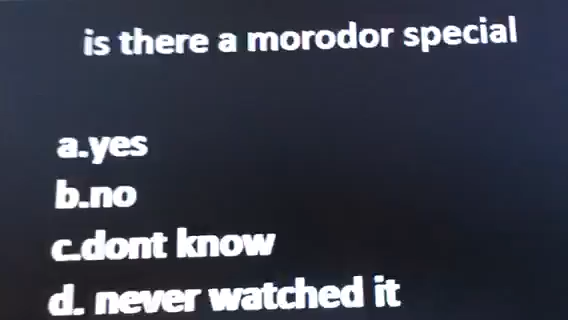 is there a morodor special
a.yes
b.no
c.dont know
d. never watched it